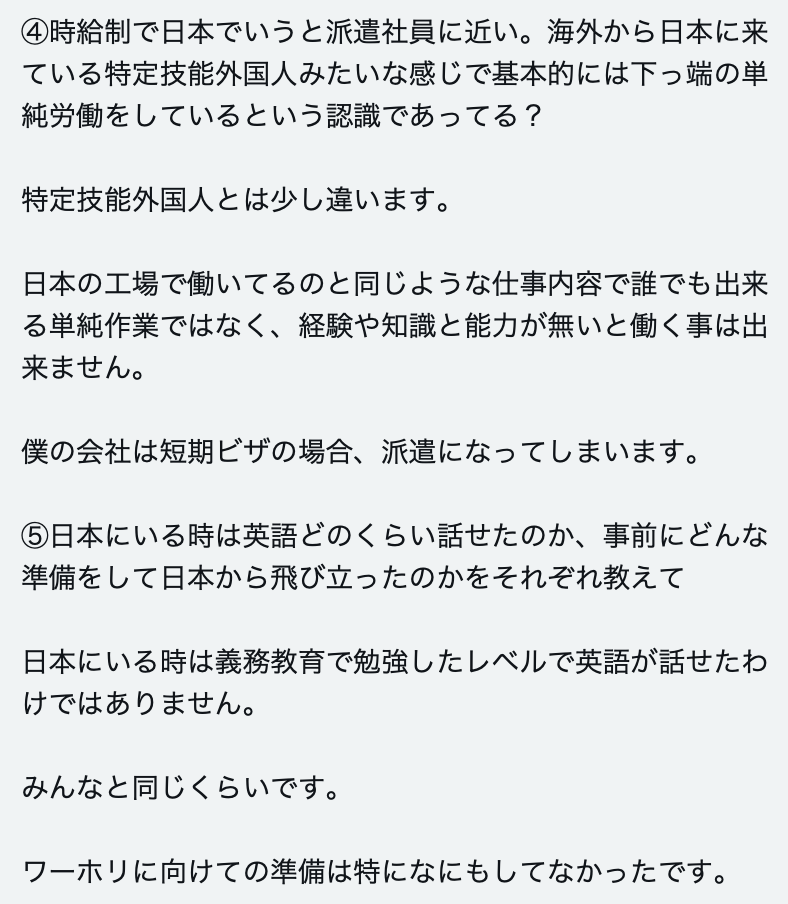 ④時給制で日本でいうと派遣社員に近い。海外から日本に来
ている特定技能外国人みたいな感じで基本的には下っ端の単
純労働をしているという認識であってる？
特定技能外国人とは少し違います。
日本の工場で働いてるのと同じような仕事内容で誰でも出来
る単純作業ではなく、経験や知識と能力が無いと働く事は出
来ません。
僕の会社は短期ビザの場合、派遣になってしまいます。
⑤日本にいる時は英語どのくらい話せたのか、事前にどんな
準備をして日本から飛び立ったのかをそれぞれ教えて
日本にいる時は義務教育で勉強したレベルで英語が話せたわ
けではありません。
みんなと同じくらいです。
ワーホリに向けての準備は特になにもしてなかったです。